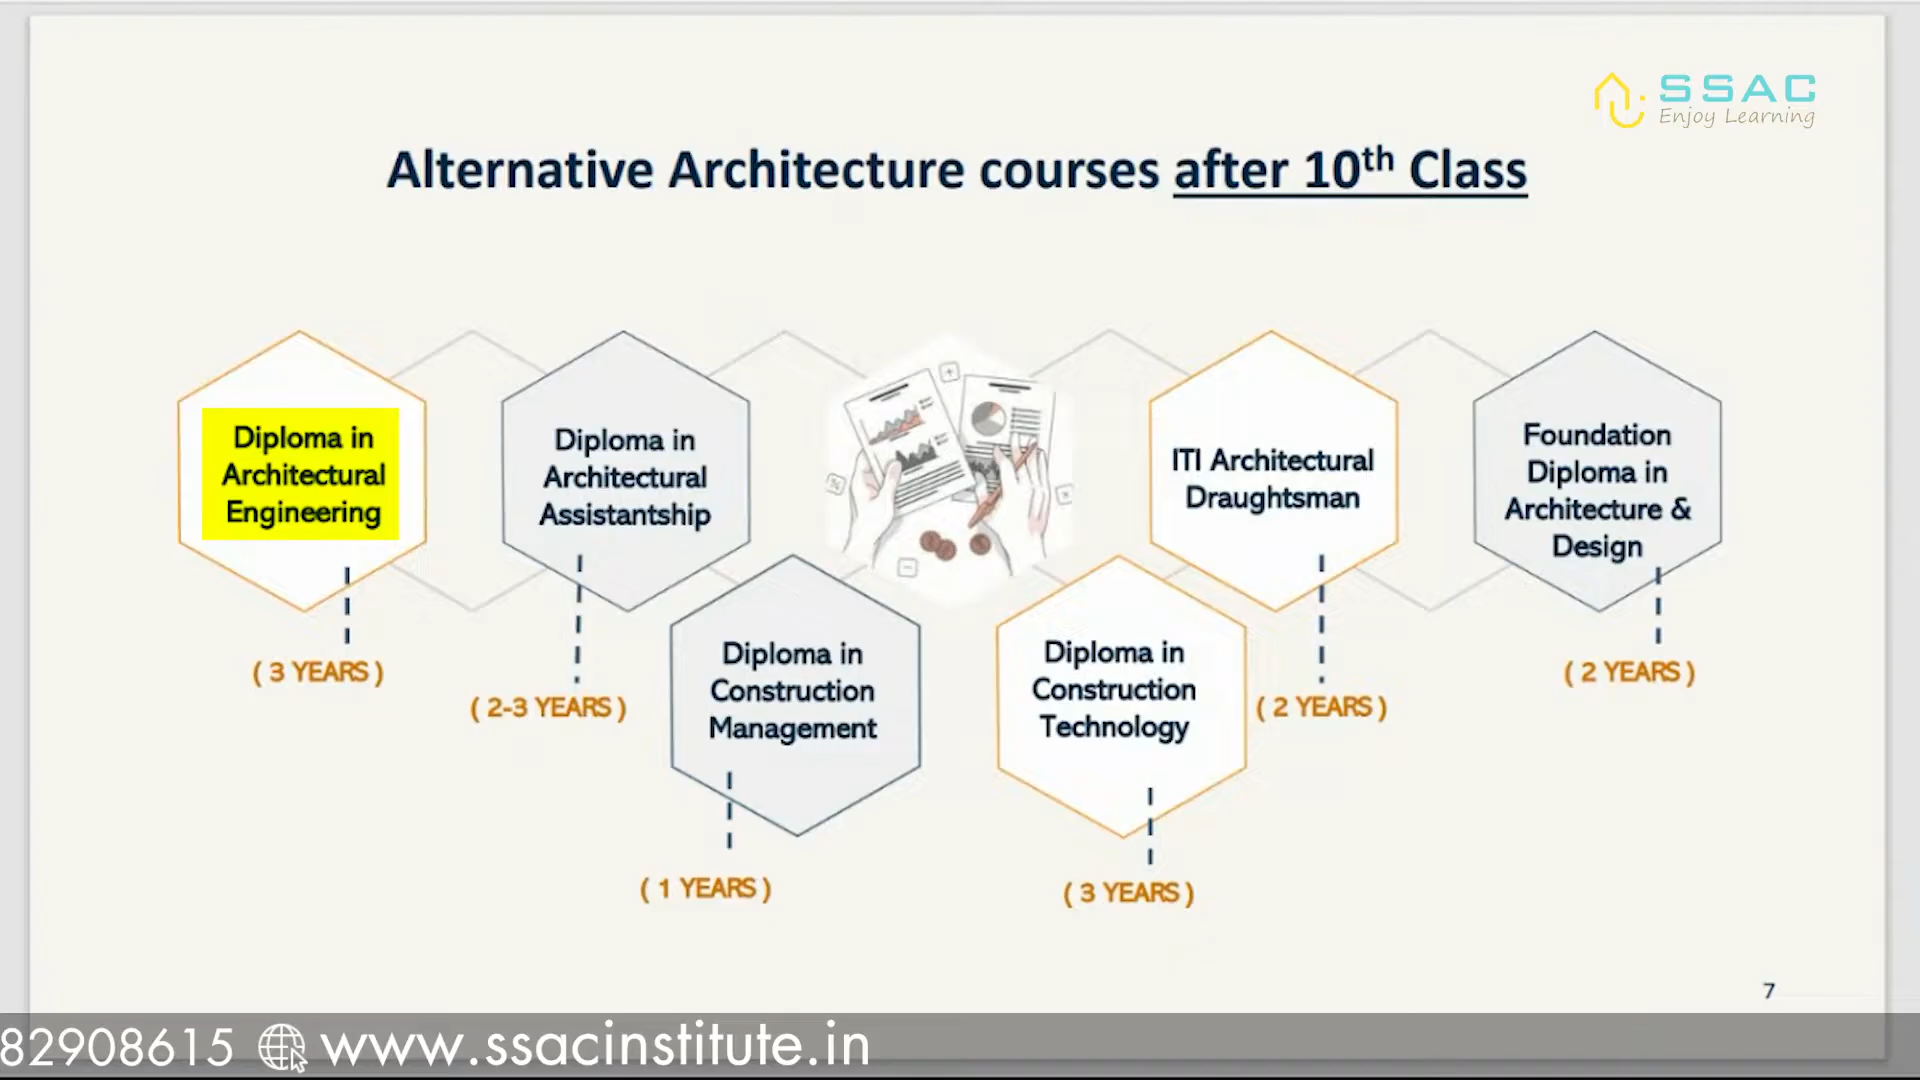 SSAC
Enjoy Learning
Alternative Architecture courses after 10th Class
Diploma in
Architectural
Engineering
( 3 YEARS )
Diploma in
Architectural
Assistantship
( 2-3 YEARS )
Diploma in
Construction
Management
( 1 YEARS )
Diploma in
Construction
Technology
( 3 YEARS )
ITI Architectural
Draughtsman
( 2 YEARS )
Foundation
Diploma in
Architecture &
Design
( 2 YEARS )
7
82908615 www.ssacinstitute.in